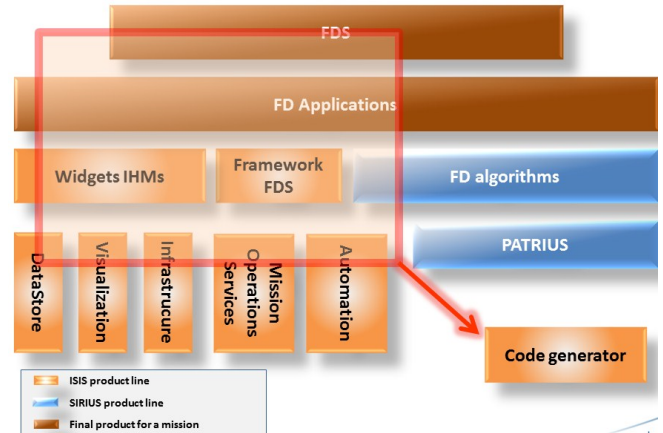 FDS
FD Applications
Widgets IHMs
Framework
FDS
FD algorithms
PATRIUS
DataStore
Visualization
Infrastrucure
Mission
Operations
Services
Automation
Code generator
ISIS product line
SIRIUS product line
Final product for a mission